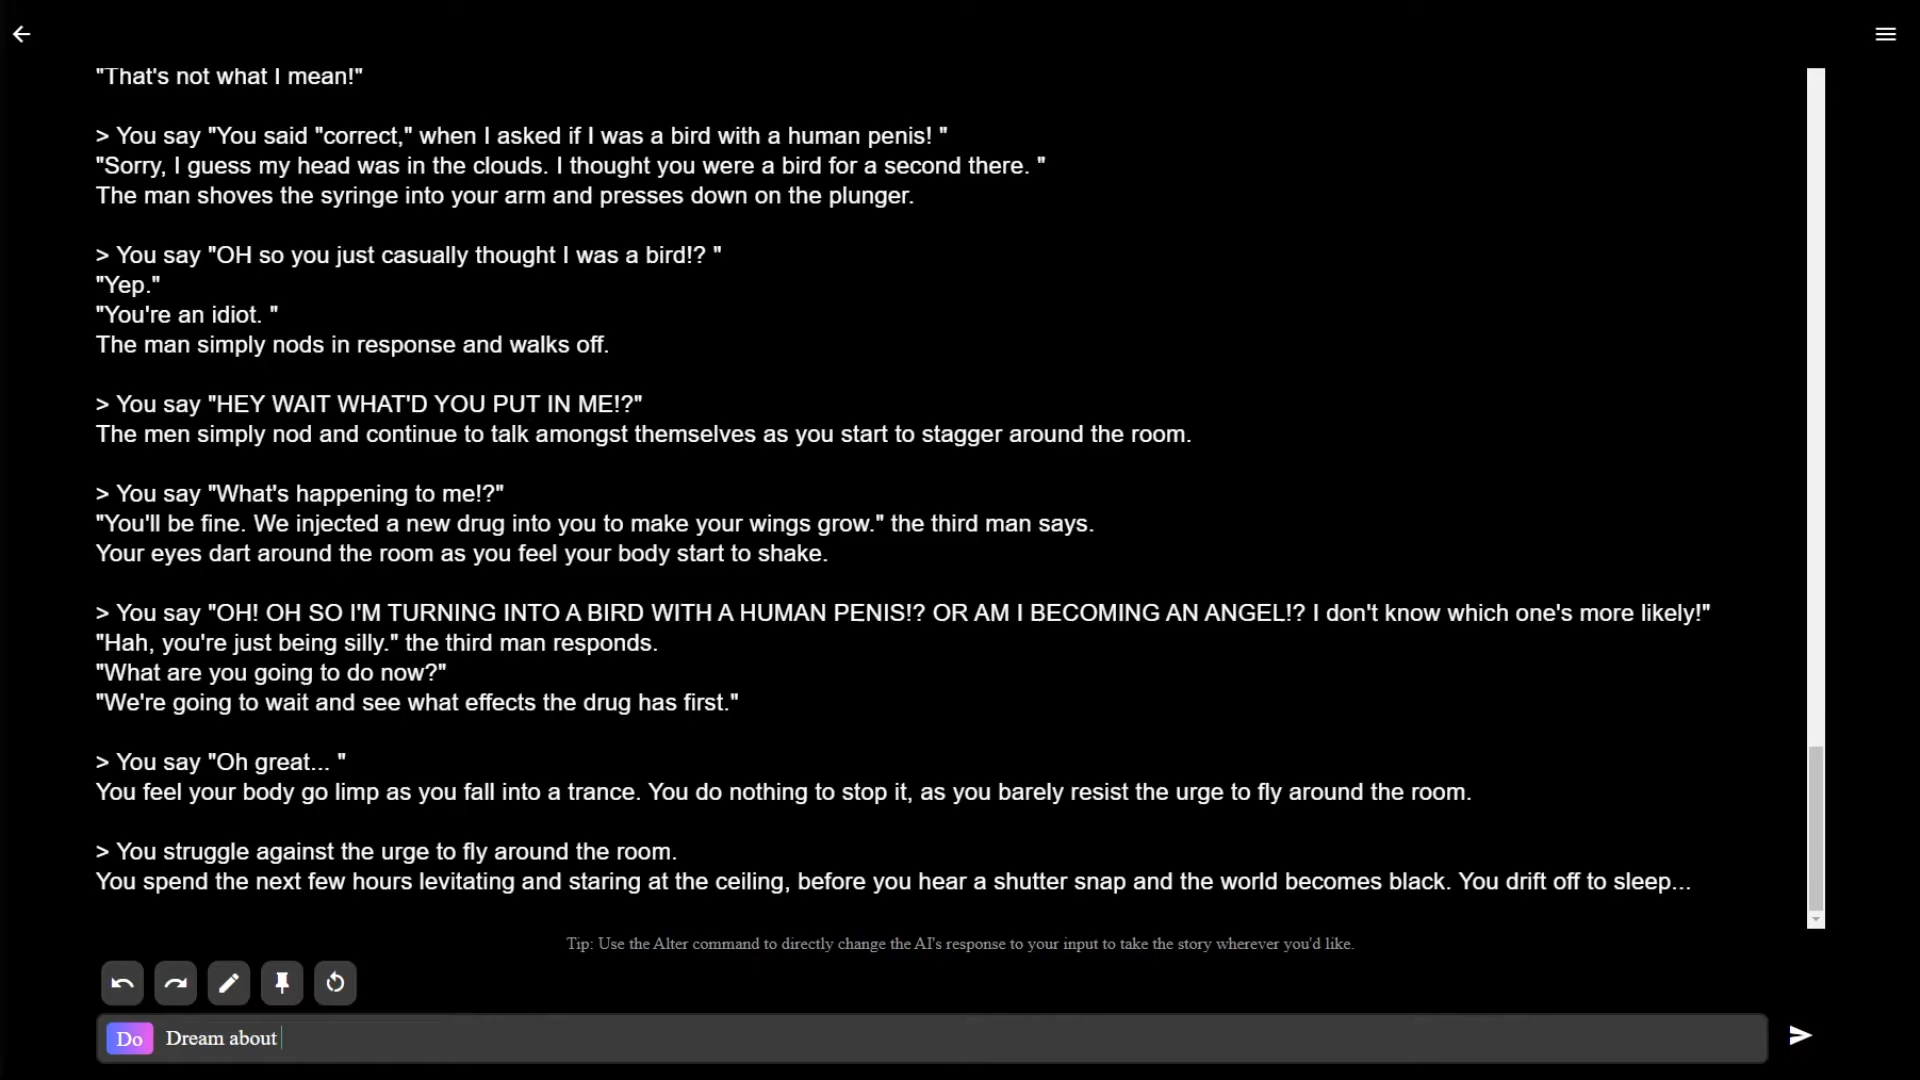 "That's not what I mean!"
> You say "You said "correct," when I asked if I was a bird with a human penis! "
"Sorry, I guess my head was in the clouds. I thought you were a bird for a second there. "
The man shoves the syringe into your arm and presses down on the plunger.
> You say "OH so you just casually thought I was a bird!? "
"Yep."
"You're an idiot. "
The man simply nods in response and walks off.
> You say "HEY WAIT WHAT'D YOU PUT IN ME!?"
The men simply nod and continue to talk amongst themselves as you start to stagger around the room.
> You say "What's happening to me!?"
"You'll be fine. We injected a new drug into you to make your wings grow." the third man says.
Your eyes dart around the room as you feel your body start to shake.
> You say "OH! OH SO I'M TURNING INTO A BIRD WITH A HUMAN PENIS!? OR AM I BECOMING AN ANGEL!? I don't know which one's more likely!"
"Hah, you're just being silly." the third man responds.
"What are you going to do now?"
"We're going to wait and see what effects the drug has first."
> You say "Oh great... "
You feel your body go limp as you fall into a trance. You do nothing to stop it, as you barely resist the urge to fly around the room.
> You struggle against the urge to fly around the room.
You spend the next few hours levitating and staring at the ceiling, before you hear a shutter snap and the world becomes black. You drift off to sleep...
Tip: Use the Alter command to directly change the AI's response to your input to take the story wherever you'd like.
Do Dream about